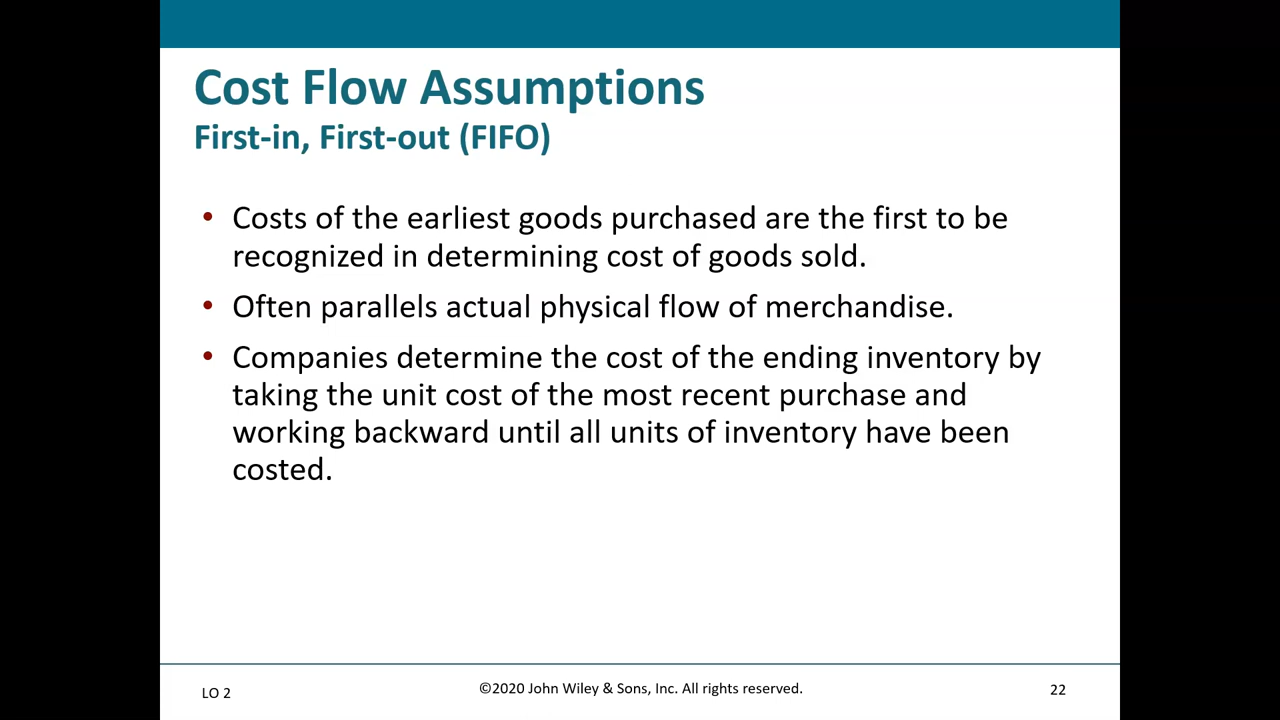 Cost Flow Assumptions
First-in, First-out (FIFO)
• Costs of the earliest goods purchased are the first to be
recognized in determining cost of goods sold.
• Often parallels actual physical flow of merchandise.
• Companies determine the cost of the ending inventory by
taking the unit cost of the most recent purchase and
working backward until all units of inventory have been
costed.
LO 2
©2020 John Wiley & Sons, Inc. All rights reserved.
22